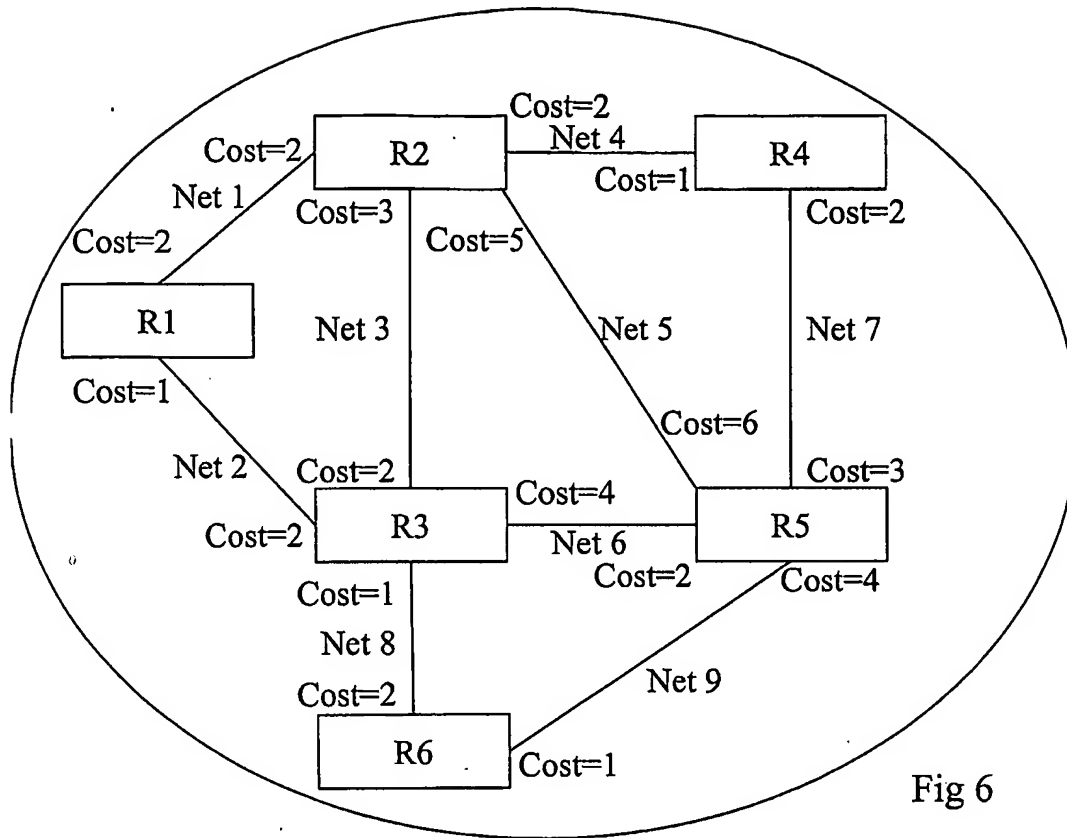 Cost=2
Cost=2
R2
Net 4
R4
Cost=1
Net 1
Cost=3
Cost=2
Cost=2
Cost=5
R1
Net 3
Net 5
Net 7
Cost=1
Cost=6
Net 2
Cost=2
Cost=4
Cost=3
R3
R5
Cost=2
Net 6
Cost=2
Cost=4
Cost=1
Net 8
Net 9
Cost=2
R6
Cost=1
Fig 6